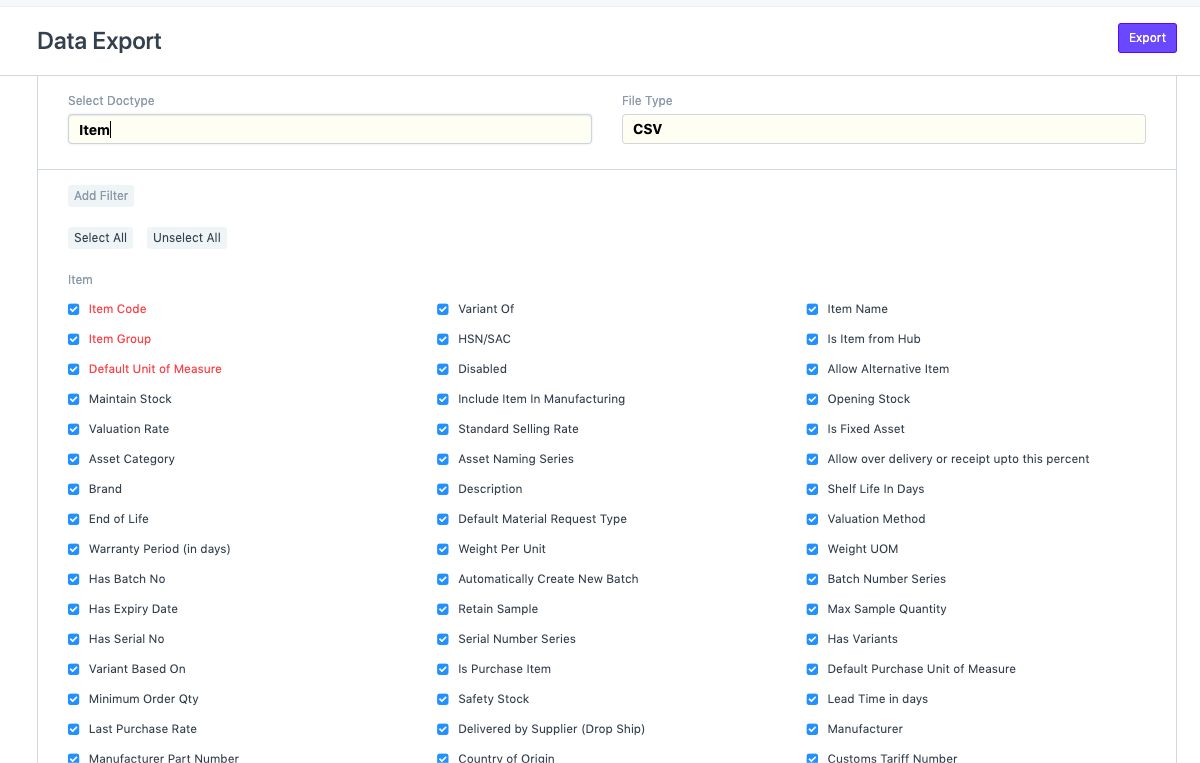 Data Export
Export
Select Doctype
File Type
Item
CSV
Add Filter
Select All
Unselect All
Item
Item Code
Variant Of
Item Name
Item Group
HSN/SAC
Is Item from Hub
Default Unit of Measure
Disabled
Allow Alternative Item
Maintain Stock
Include Item In Manufacturing
Opening Stock
Valuation Rate
Standard Selling Rate
Is Fixed Asset
Asset Category
Asset Naming Series
Allow over delivery or receipt upto this percent
Brand
Description
Shelf Life In Days
End of Life
Default Material Request Type
Valuation Method
Warranty Period (in days)
Weight Per Unit
Weight UOM
Has Batch No
Automatically Create New Batch
Batch Number Series
Has Expiry Date
Retain Sample
Max Sample Quantity
Has Serial No
Serial Number Series
Has Variants
Variant Based On
Is Purchase Item
Default Purchase Unit of Measure
Minimum Order Qty
Safety Stock
Lead Time in days
Last Purchase Rate
Delivered by Supplier (Drop Ship)
Manufacturer
Manufacturer Part Number
Country of Origin
Customs Tariff Number